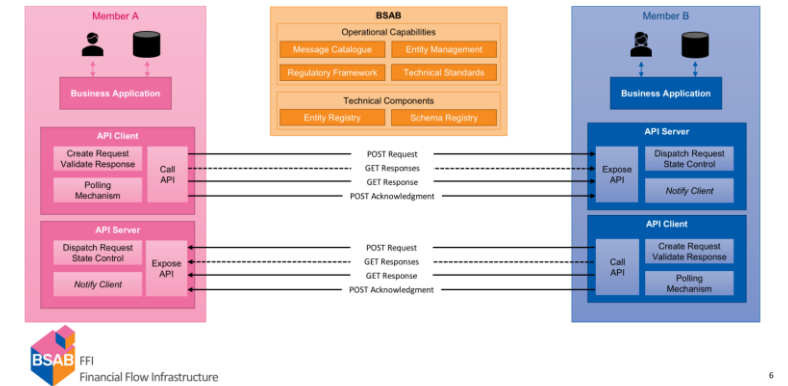 Member A
Business Application
API Client
Create Request
Validate Response
Polling
Mechanism
Call
API
API Server
Dispatch Request
State Control
Notify Client
Expose
API
BSAB
Operational Capabilities
Message Catalogue
Entity Management
Regulatory Framework
Technical Standards
Technical Components
Entity Registry
Schema Registry
POST Request
GET Responses
GET Response
POST Acknowledgment
POST Request
GET Responses
GET Response
POST Acknowledgment
Member B
Business Application
API Server
Expose
API
Dispatch Request
State Control
Notify Client
API Client
Call
API
Create Request
Validate Response
Polling
Mechanism
BSAB
FFI
Financial Flow Infrastructure
6